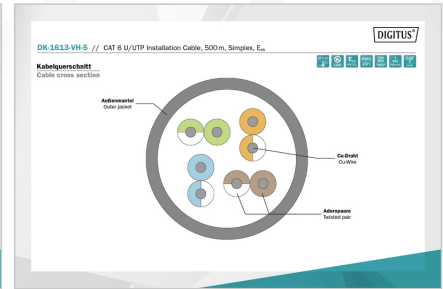 DIGITUS®
DK-1613-VH-5 // CAT 6 U/UTP Installation Cable, 500 m, Simplex, Eca
Kabelquerschnitt
Cable cross section
Außenmantel
Outer jacket
Cu-Draht
Cu-Wire
Adernpaare
Twisted pair